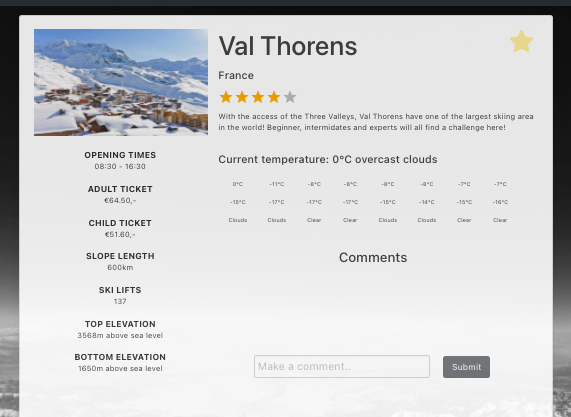 Val Thorens
France
With the access of the Three Valleys, Val Thorens have one of the largest skiing area
in the world! Beginner, intermidates and experts will all find a challenge here!
OPENING TIMES
08:30 - 16:30
ADULT TICKET
€64.50,-
CHILD TICKET
€51.60,-
SLOPE LENGTH
600km
SKI LIFTS
137
TOP ELEVATION
3568m above sea level
BOTTOM ELEVATION
1650m above sea level
Current temperature: 0°C overcast clouds
0°C -11°C -8°C -8°C -8°C -8°C -7°C -7°C
-15°C -17°C -17°C -17°C -15°C -14°C -15°C -16°C
Clouds Clouds Clear Clear Clouds Clouds Clear Clear
Comments
Make a comment..
Submit